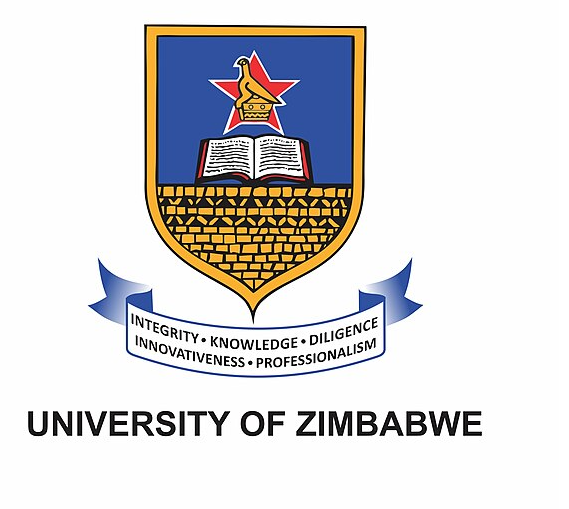 INTEGRITY • KNOWLEDGE • DILIGENCE
INNOVATIVENESS • PROFESSIONALISM
UNIVERSITY OF ZIMBABWE